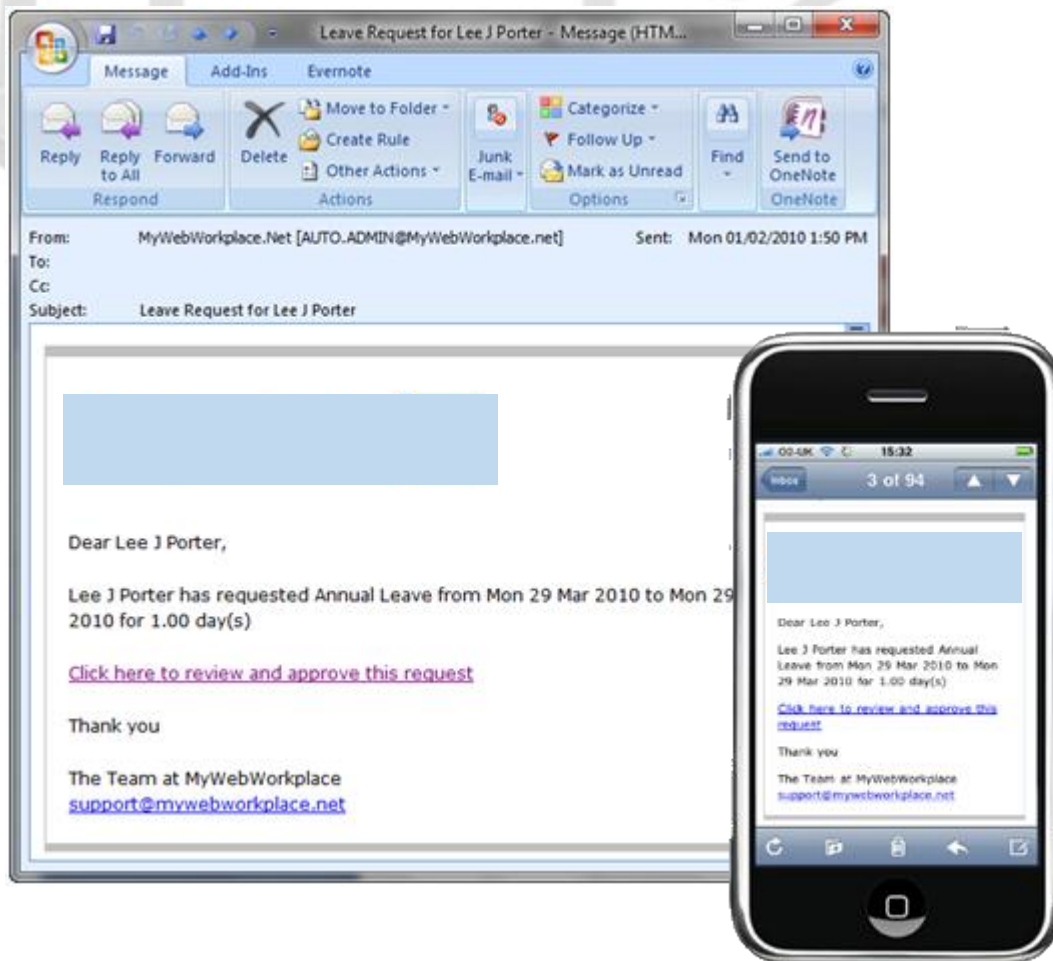 Leave Request for Lee J Porter - Message (HTM...
Message Add-Ins Evernote
Reply
Reply to All
Forward
Respond
Delete
Move to Folder
Create Rule
Other Actions
Actions
Junk E-mail
Categorize
Follow Up
Mark as Unread
Options
Find
Send to OneNote
OneNote
From: MyWebWorkplace.Net [AUTO.ADMIN@MyWebWorkplace.net] Sent: Mon 01/02/2010 1:50 PM
To:
Cc:
Subject: Leave Request for Lee J Porter
Dear Lee J Porter,
Lee J Porter has requested Annual Leave from Mon 29 Mar 2010 to Mon 29
2010 for 1.00 day(s)
Click here to review and approve this request
Thank you
The Team at MyWebWorkplace
support@mywebworkplace.net
O2-UK 15:32
Inbox 3 of 94
Dear Lee J Porter,
Lee J Porter has requested Annual
Leave from Mon 29 Mar 2010 to Mon
29 Mar 2010 for 1.00 day(s)
Click here to review and approve this
request
Thank you
The Team at MyWebWorkplace
support@mywebworkplace.net